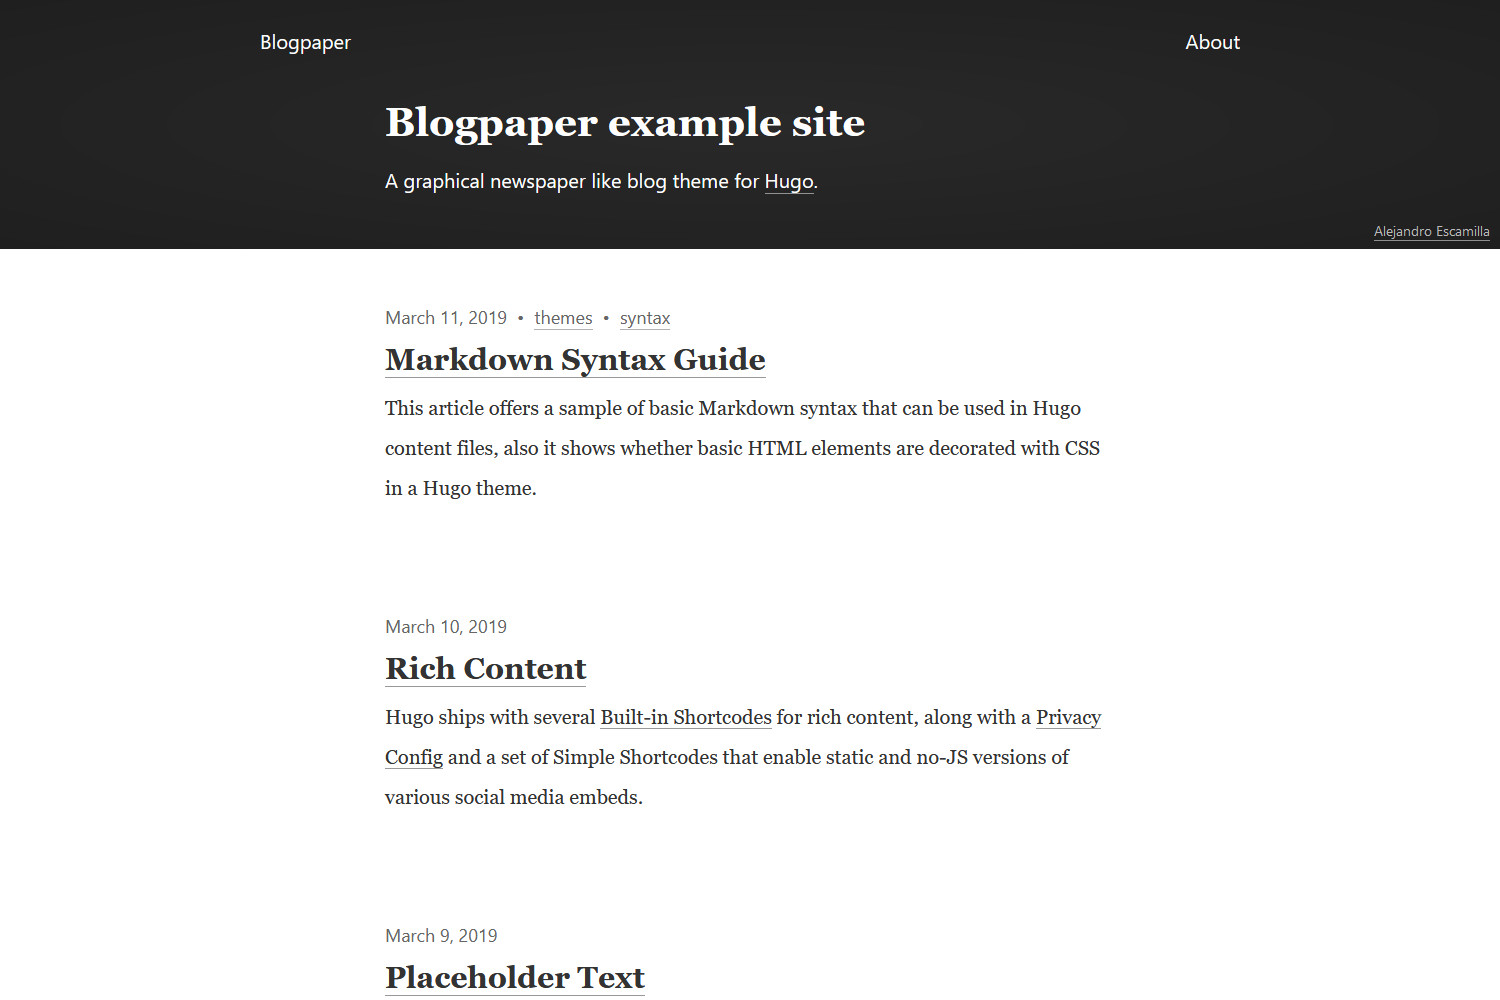 Blogpaper
About
Blogpaper example site
A graphical newspaper like blog theme for Hugo.
Alejandro Escamilla
March 11, 2019 • themes • syntax
Markdown Syntax Guide
This article offers a sample of basic Markdown syntax that can be used in Hugo
content files, also it shows whether basic HTML elements are decorated with CSS
in a Hugo theme.
March 10, 2019
Rich Content
Hugo ships with several Built-in Shortcodes for rich content, along with a Privacy
Config and a set of Simple Shortcodes that enable static and no-JS versions of
various social media embeds.
March 9, 2019
Placeholder Text